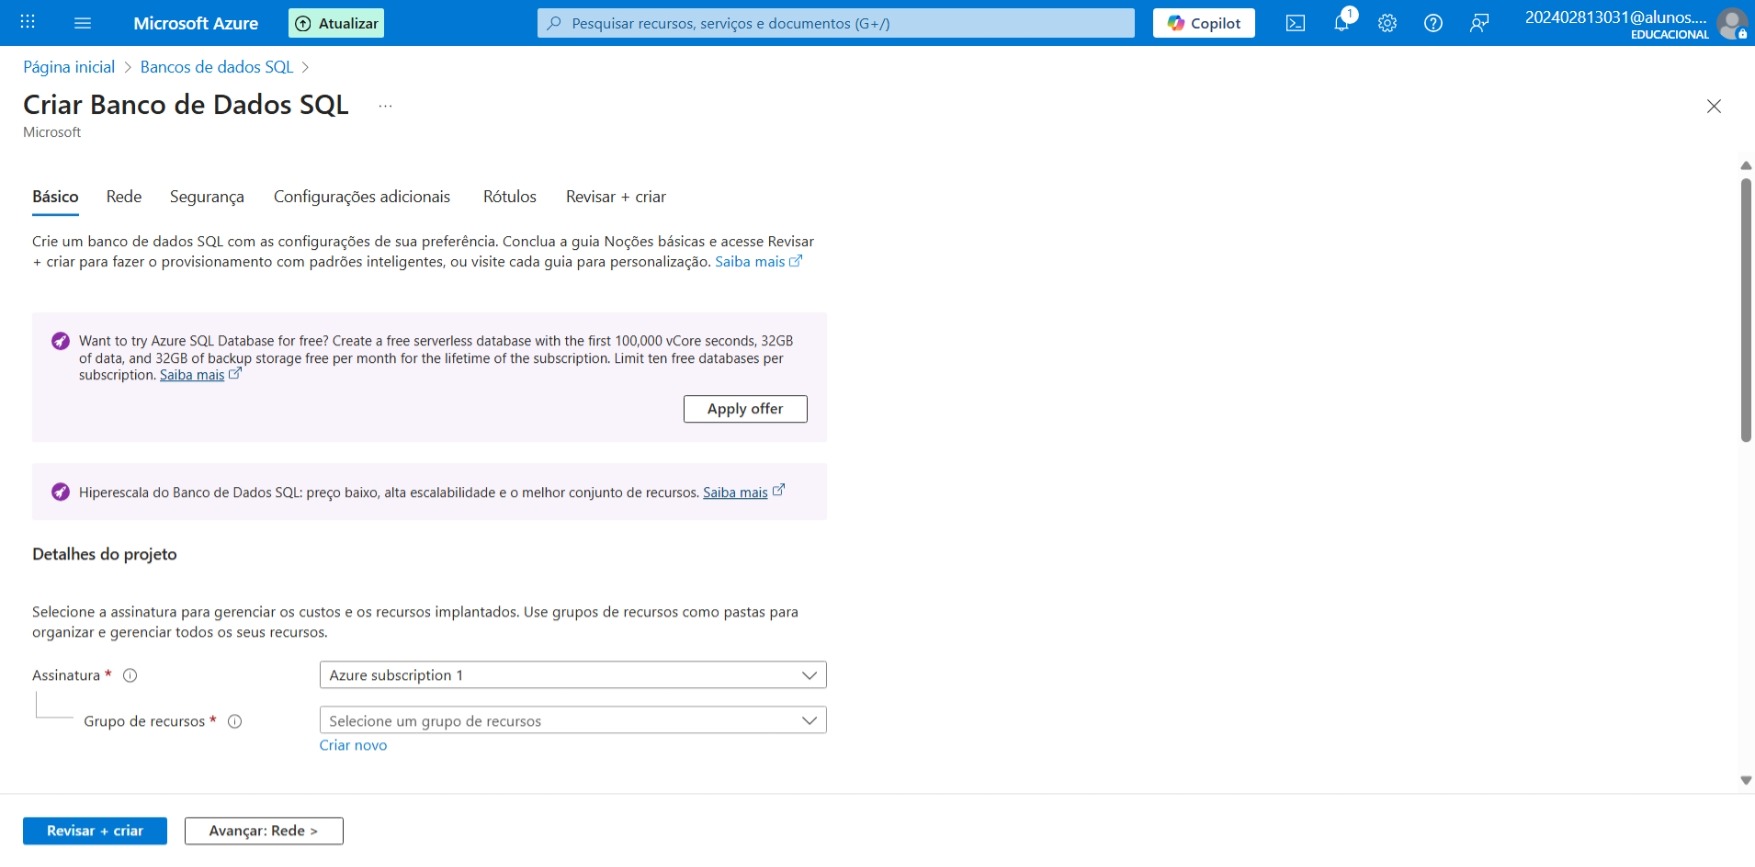 Microsoft Azure
Atualizar
Pesquisar recursos, serviços e documentos (G+/)
Copilot
1
202402813031@alunos....
EDUCACIONAL
Página inicial > Bancos de dados SQL >
Criar Banco de Dados SQL ...
Microsoft
Básico Rede Segurança Configurações adicionais Rótulos Revisar + criar
Crie um banco de dados SQL com as configurações de sua preferência. Conclua a guia Noções básicas e acesse Revisar
+ criar para fazer o provisionamento com padrões inteligentes, ou visite cada guia para personalização. Saiba mais
Want to try Azure SQL Database for free? Create a free serverless database with the first 100,000 vCore seconds, 32GB
of data, and 32GB of backup storage free per month for the lifetime of the subscription. Limit ten free databases per
subscription. Saiba mais
Apply offer
Hiperescala do Banco de Dados SQL: preço baixo, alta escalabilidade e o melhor conjunto de recursos. Saiba mais
Detalhes do projeto
Selecione a assinatura para gerenciar os custos e os recursos implantados. Use grupos de recursos como pastas para
organizar e gerenciar todos os seus recursos.
Assinatura *
Azure subscription 1
Grupo de recursos *
Selecione um grupo de recursos
Criar novo
Revisar + criar
Avançar: Rede >